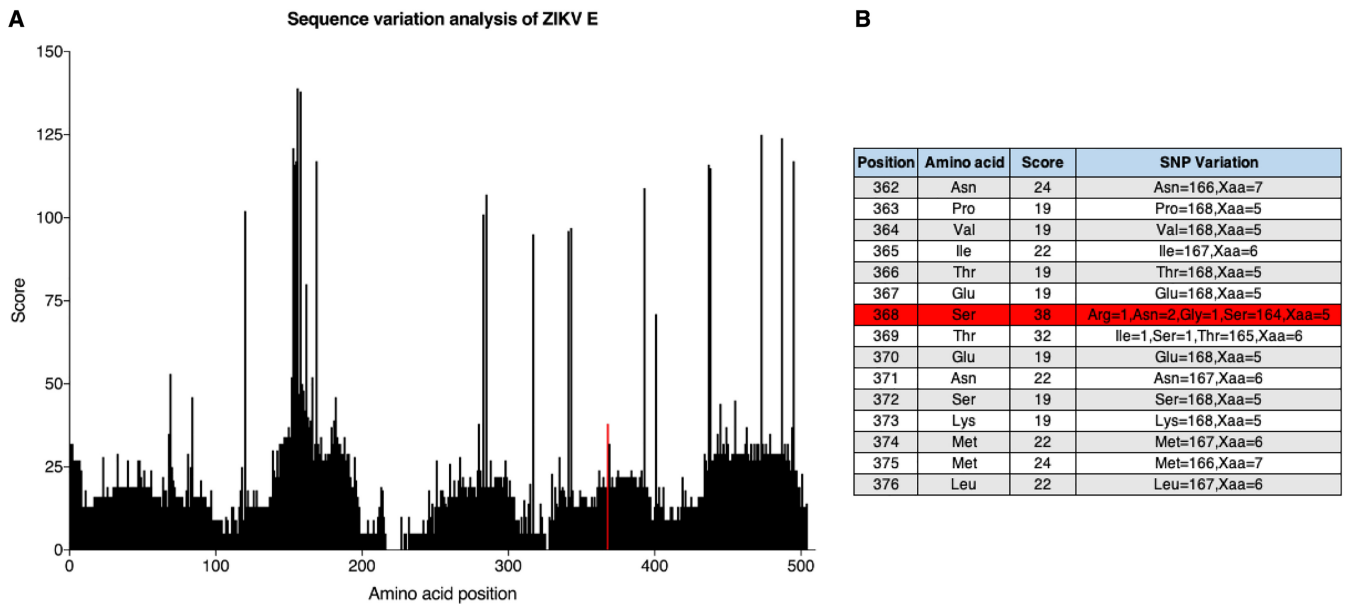 A
Sequence variation analysis of ZIKV E
150
125
100
75
50
25
0
Score
0 100 200 300 400 500
Amino acid position
B
Position Amino acid Score SNP Variation
362 Asn 24 Asn=166,Xaa=7
363 Pro 19 Pro=168,Xaa=5
364 Val 19 Val=168,Xaa=5
365 Ile 22 Ile=167,Xaa=6
366 Thr 19 Thr=168,Xaa=5
367 Glu 19 Glu=168,Xaa=5
368 Ser 38 Arg=1,Asn=2,Gly=1,Ser=164,Xaa=5
369 Thr 32 Ile=1,Ser=1,Thr=165,Xaa=6
370 Glu 19 Glu=168,Xaa=5
371 Asn 22 Asn=167,Xaa=6
372 Ser 19 Ser=168,Xaa=5
373 Lys 19 Lys=168,Xaa=5
374 Met 22 Met=167,Xaa=6
375 Met 24 Met=166,Xaa=7
376 Leu 22 Leu=167,Xaa=6